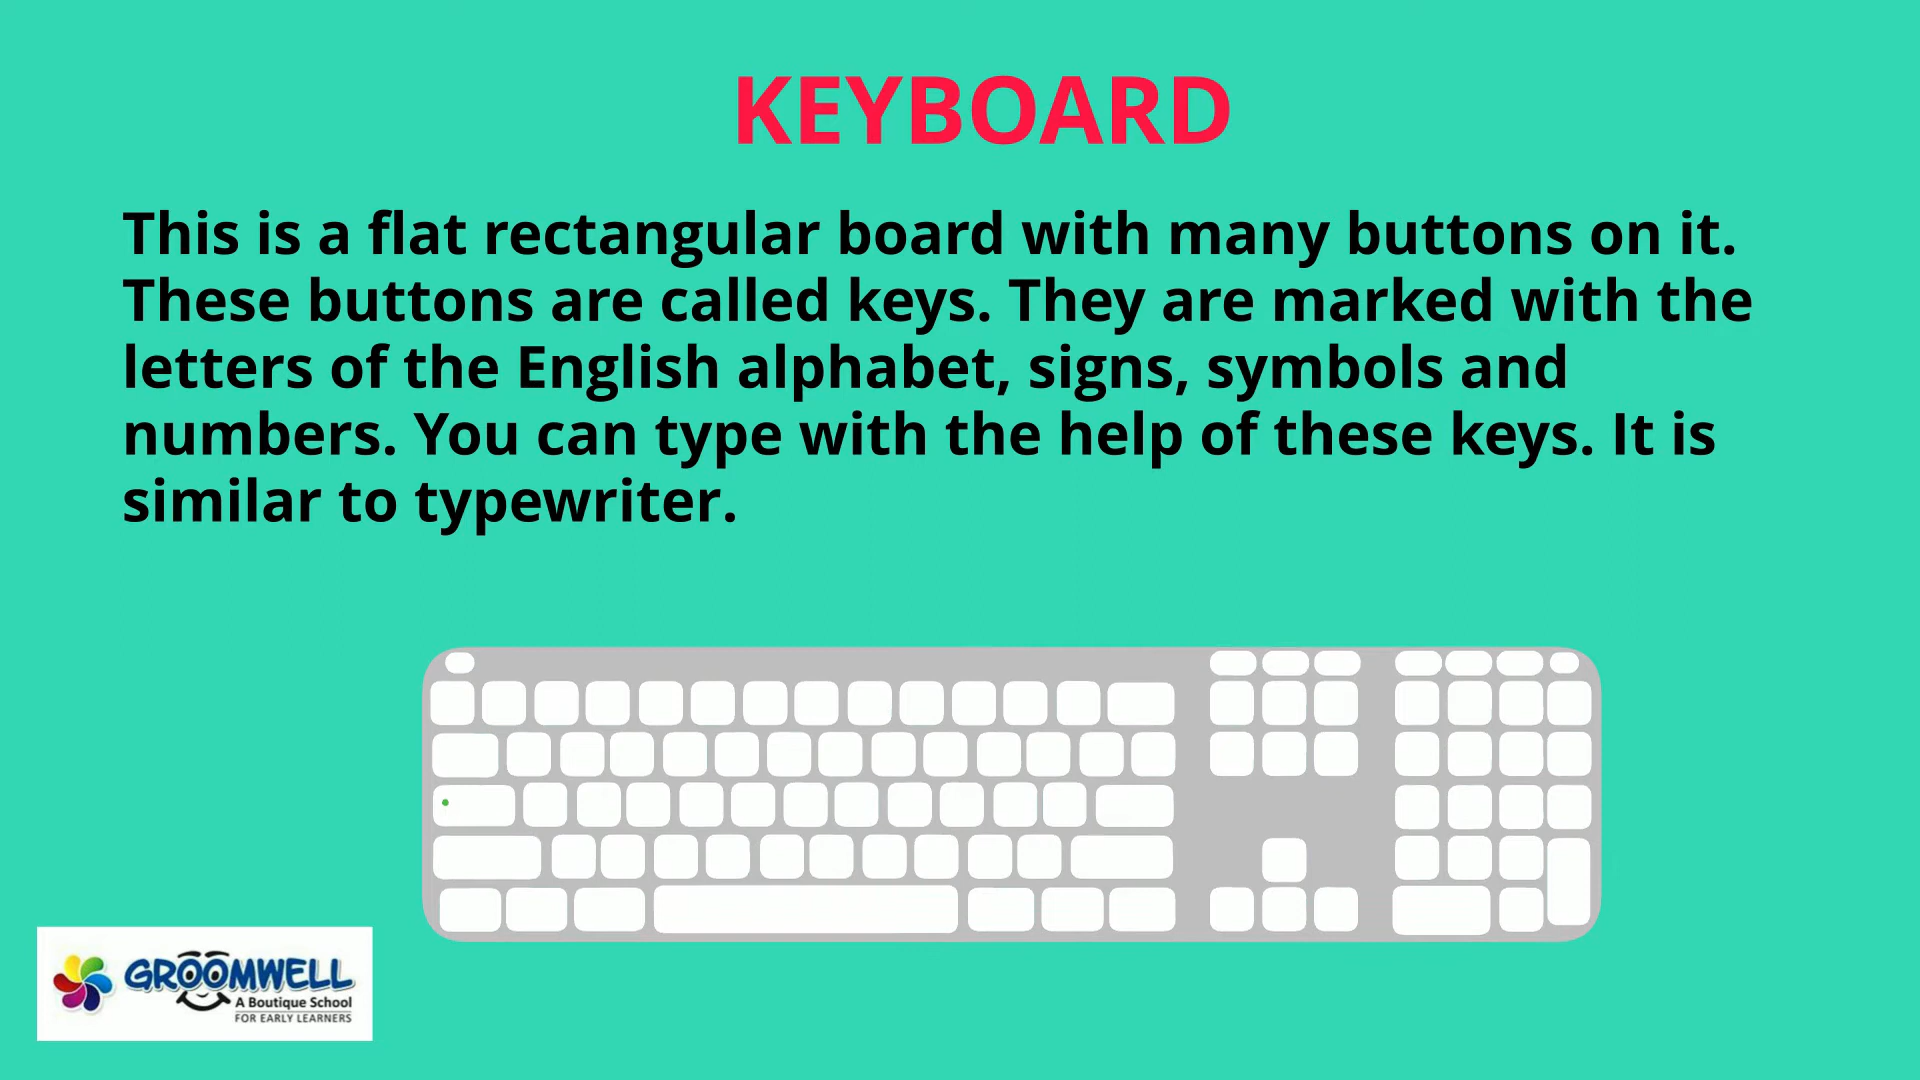 KEYBOARD
This is a flat rectangular board with many buttons on it.
These buttons are called keys. They are marked with the
letters of the English alphabet, signs, symbols and
numbers. You can type with the help of these keys. It is
similar to typewriter.
GROOMWELL
A Boutique School
FOR EARLY LEARNERS